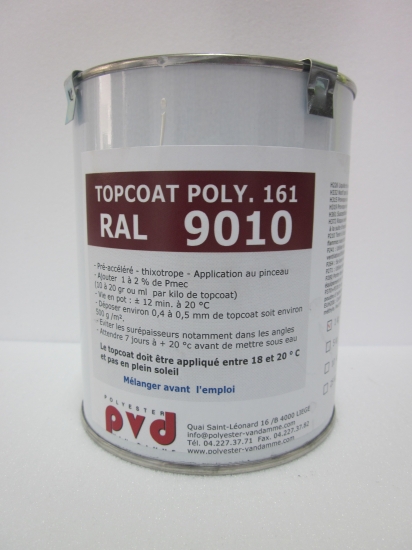 TOPCOAT POLY. 161
RAL 9010
- Pré-accéléré - thixotrope - Application au pinceau
- Ajouter 1 à 2 % de Pmec
(10 à 20 gr ou ml par kilo de topcoat)
- Vie en pot : ± 12 min. à 20 °C
- Déposer environ 0,4 à 0,5 mm de topcoat soit environ
500 g /m².
- Eviter les surépaisseurs notamment dans les angles
- Attendre 7 jours à + 20 °c avant de mettre sous eau
Le topcoat doit être appliqué entre 18 et 20 ° C
et pas en plein soleil
Mélanger avant l'emploi
POLYESTER
pvd
Quai Saint-Léonard 16 /B 4000 LIEGE
info@polyester-vandamme.com
Tél. 04.227.37.71 Fax. 04.227.37.62
www.polyester-vandamme.com